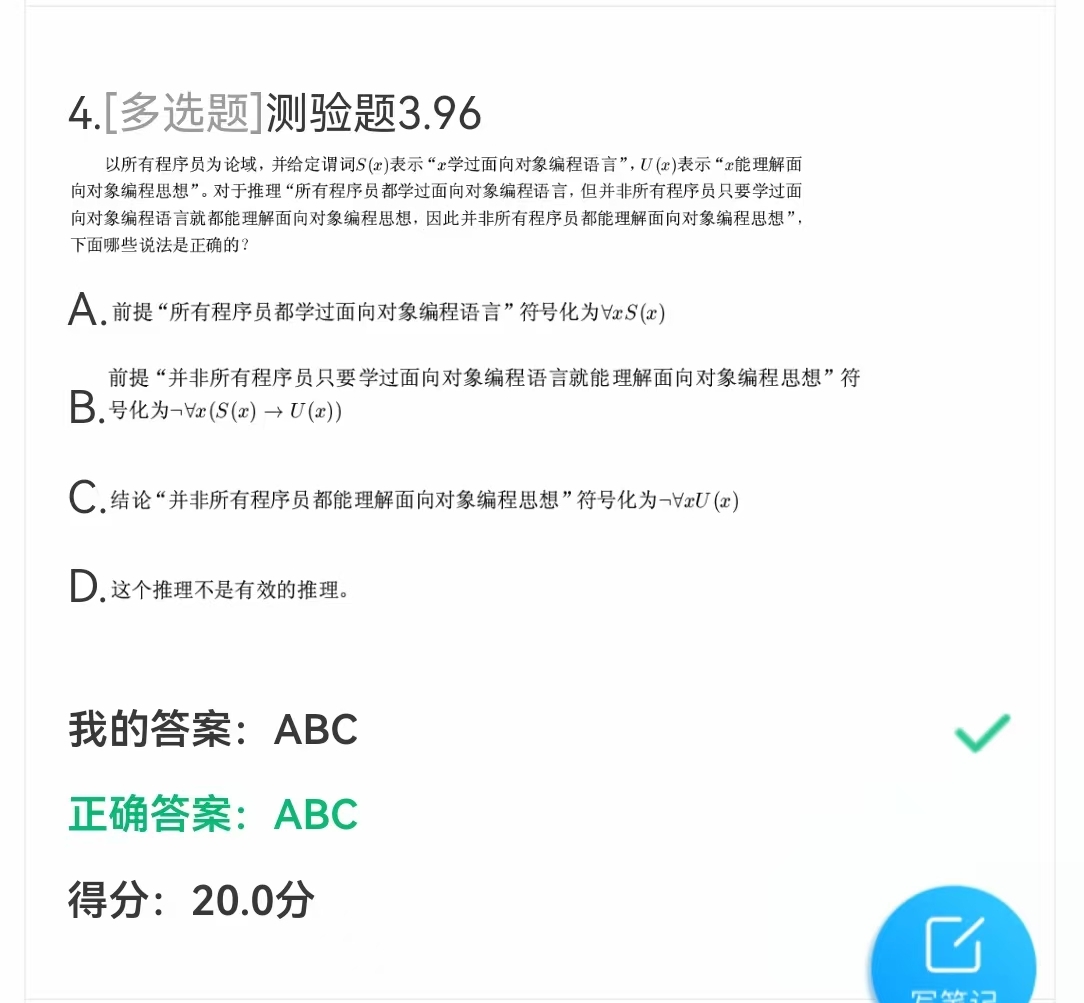 4.[多选题]测验题3.96
以所有程序员为论域，并给定谓词S(x)表示“x学过面向对象编程语言”，U(x)表示“x能理解面
向对象编程思想”。对于推理“所有程序员都学过面向对象编程语言，但并非所有程序员只要学过面
向对象编程语言就都能理解面向对象编程思想，因此并非所有程序员都能理解面向对象编程思想”，
下面哪些说法是正确的？
A.前提“所有程序员都学过面向对象编程语言”符号化为∀xS(x)
前提“并非所有程序员只要学过面向对象编程语言就能理解面向对象编程思想”符
B.号化为¬∀x(S(x) → U(x))
C.结论“并非所有程序员都能理解面向对象编程思想”符号化为¬∀xU(x)
D.这个推理不是有效的推理。
我的答案：ABC
正确答案：ABC
得分：20.0分
写笔记